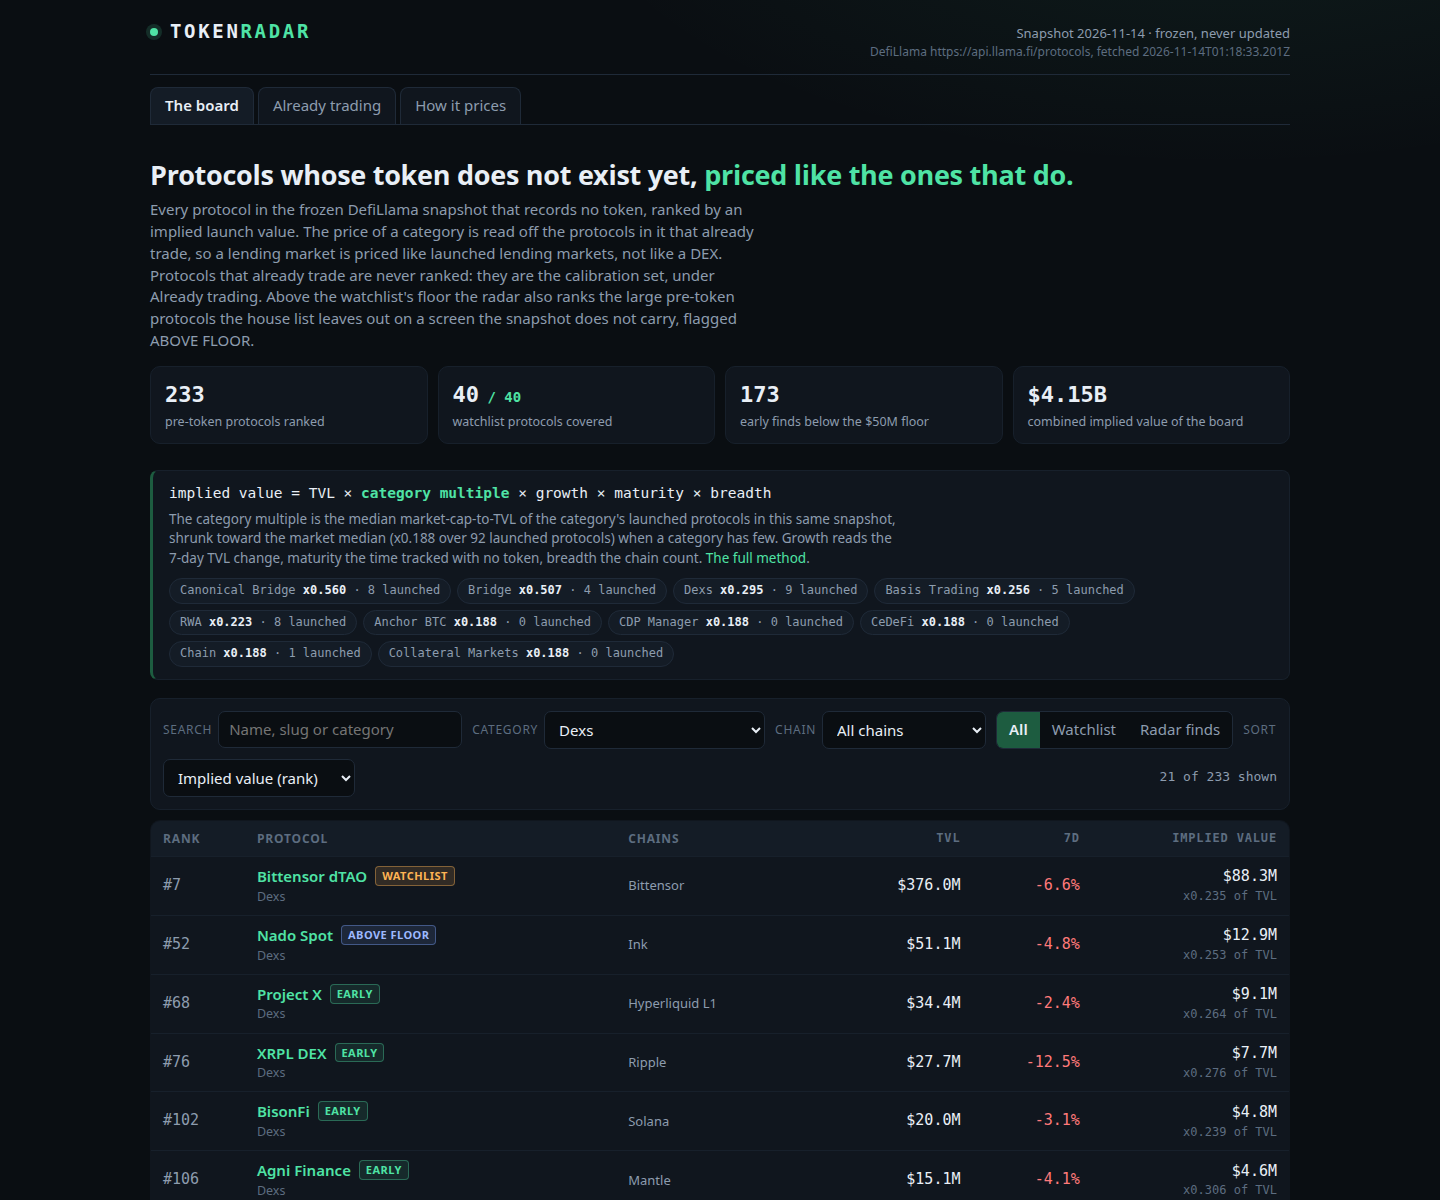 TOKENRADAR
Snapshot 2026-11-14 · frozen, never updated
DefiLlama https://api.llama.fi/protocols, fetched 2026-11-14T01:18:33.201Z
The board
Already trading
How it prices
Protocols whose token does not exist yet, priced like the ones that do.
Every protocol in the frozen DefiLlama snapshot that records no token, ranked by an
implied launch value. The price of a category is read off the protocols in it that already
trade, so a lending market is priced like launched lending markets, not like a DEX.
Protocols that already trade are never ranked: they are the calibration set, under
Already trading. Above the watchlist's floor the radar also ranks the large pre-token
protocols the house list leaves out on a screen the snapshot does not carry, flagged
ABOVE FLOOR.
233
pre-token protocols ranked
40 / 40
watchlist protocols covered
173
early finds below the $50M floor
$4.15B
combined implied value of the board
implied value = TVL × category multiple × growth × maturity × breadth
The category multiple is the median market-cap-to-TVL of the category's launched protocols in this same snapshot,
shrunk toward the market median (x0.188 over 92 launched protocols) when a category has few. Growth reads the
7-day TVL change, maturity the time tracked with no token, breadth the chain count. The full method.
Canonical Bridge x0.560 · 8 launched
Bridge x0.507 · 4 launched
Dexs x0.295 · 9 launched
Basis Trading x0.256 · 5 launched
RWA x0.223 · 8 launched
Anchor BTC x0.188 · 0 launched
CDP Manager x0.188 · 0 launched
CeDeFi x0.188 · 0 launched
Chain x0.188 · 1 launched
Collateral Markets x0.188 · 0 launched
SEARCH
Name, slug or category
CATEGORY
Dexs
CHAIN
All chains
All
Watchlist
Radar finds
SORT
Implied value (rank)
21 of 233 shown
RANK PROTOCOL CHAINS TVL 7D IMPLIED VALUE
#7 Bittensor dTAO WATCHLIST Bittensor $376.0M -6.6% $88.3M
Dexs x0.235 of TVL
#52 Nado Spot ABOVE FLOOR Ink $51.1M -4.8% $12.9M
Dexs x0.253 of TVL
#68 Project X EARLY Hyperliquid L1 $34.4M -2.4% $9.1M
Dexs x0.264 of TVL
#76 XRPL DEX EARLY Ripple $27.7M -12.5% $7.7M
Dexs x0.276 of TVL
#102 BisonFi EARLY Solana $20.0M -3.1% $4.8M
Dexs x0.239 of TVL
#106 Agni Finance EARLY Mantle $15.1M -4.1% $4.6M
Dexs x0.306 of TVL